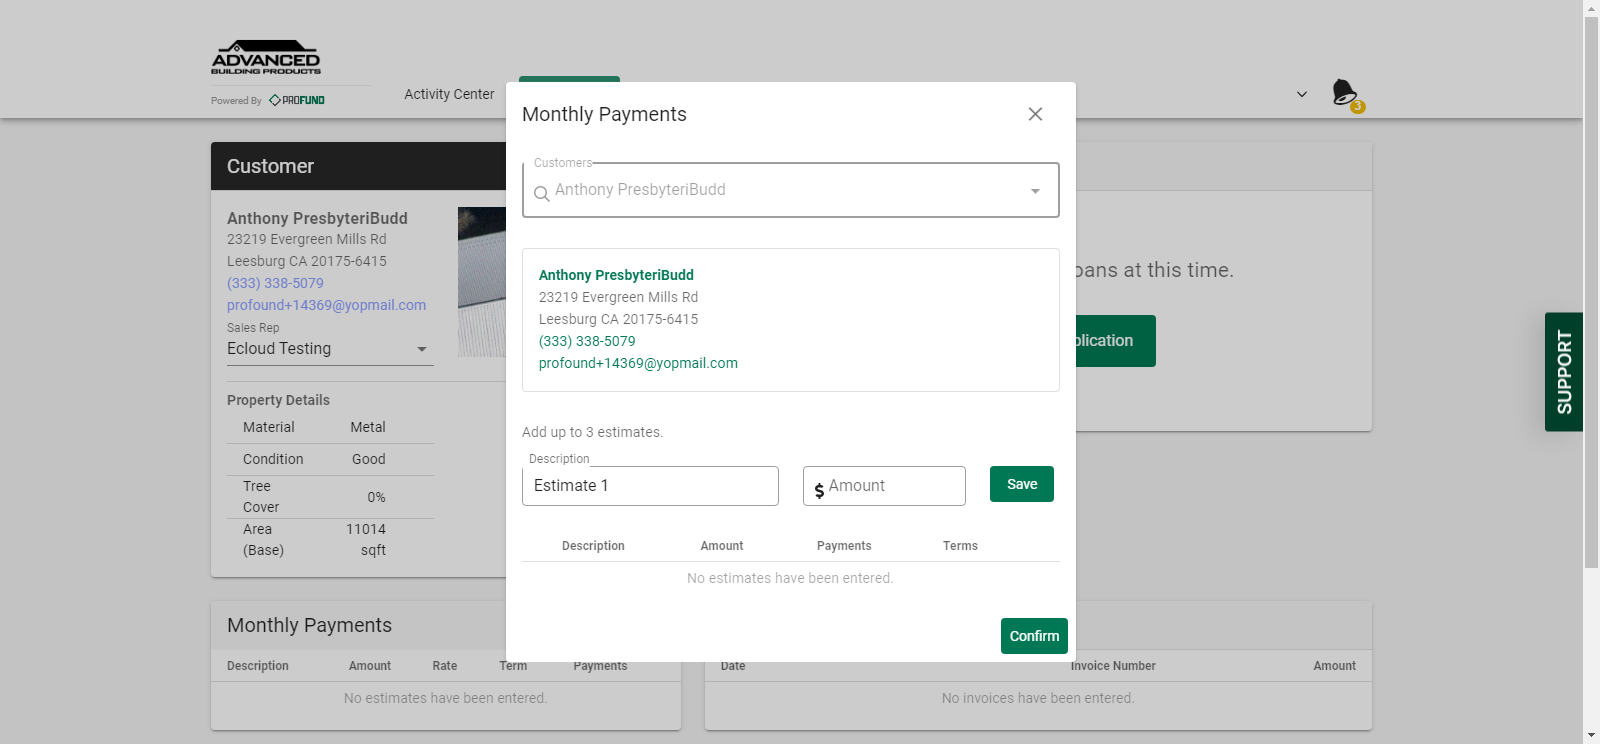 ADVANCED
BUILDING PRODUCTS
Powered By PROFUND
Activity Center
3
Monthly Payments
Customers
Anthony PresbyteriBudd
Anthony PresbyteriBudd
23219 Evergreen Mills Rd
Leesburg CA 20175-6415
(333) 338-5079
profound+14369@yopmail.com
Add up to 3 estimates.
Description
Estimate 1
$ Amount
Save
Description Amount Payments Terms
No estimates have been entered.
Confirm
Customer
Anthony PresbyteriBudd
23219 Evergreen Mills Rd
Leesburg CA 20175-6415
(333) 338-5079
profound+14369@yopmail.com
Sales Rep
Ecloud Testing
Property Details
Material Metal
Condition Good
Tree Cover 0%
Area (Base) 11014 sqft
at this time.
SUPPORT
Monthly Payments
Description Amount Rate Term Payments
No estimates have been entered.
Date Invoice Number Amount
No invoices have been entered.